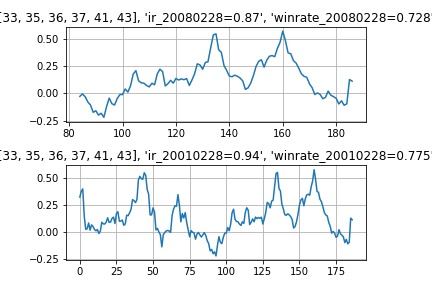 [33, 35, 36, 37, 41, 43], 'ir_20080228=0.87', 'winrate_20080228=0.728'
0.50
0.25
0.00
−0.25
80 100 120 140 160 180
[33, 35, 36, 37, 41, 43], 'ir_20010228=0.94', 'winrate_20010228=0.775'
0.50
0.25
0.00
−0.25
0 25 50 75 100 125 150 175